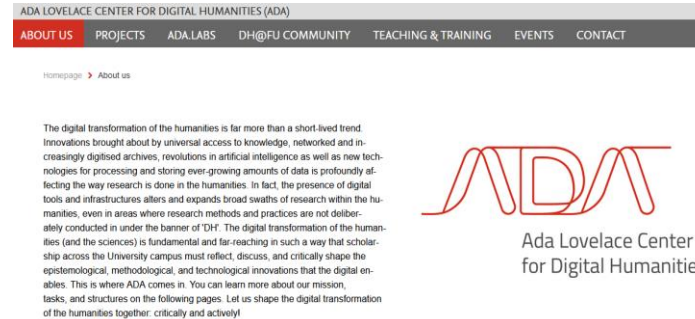 ADA LOVELACE CENTER FOR DIGITAL HUMANITIES (ADA)
ABOUT US PROJECTS ADA.LABS DH@FU COMMUNITY TEACHING & TRAINING EVENTS CONTACT
Homepage > About us
The digital transformation of the humanities is far more than a short-lived trend.
Innovations brought about by universal access to knowledge, networked and in-
creasingly digitised archives, revolutions in artificial intelligence as well as new tech-
nologies for processing and storing ever-growing amounts of data is profoundly af-
fecting the way research is done in the humanities. In fact, the presence of digital
tools and infrastructures alters and expands broad swaths of research within the hu-
manities, even in areas where research methods and practices are not deliber-
ately conducted in under the banner of 'DH'. The digital transformation of the human-
ities (and the sciences) is fundamental and far-reaching in such a way that scholar-
ship across the University campus must reflect, discuss, and critically shape the
epistemological, methodological, and technological innovations that the digital en-
ables. This is where ADA comes in. You can learn more about our mission,
tasks, and structures on the following pages. Let us shape the digital transformation
of the humanities together: critically and actively!
ADA
Ada Lovelace Center
for Digital Humanitie